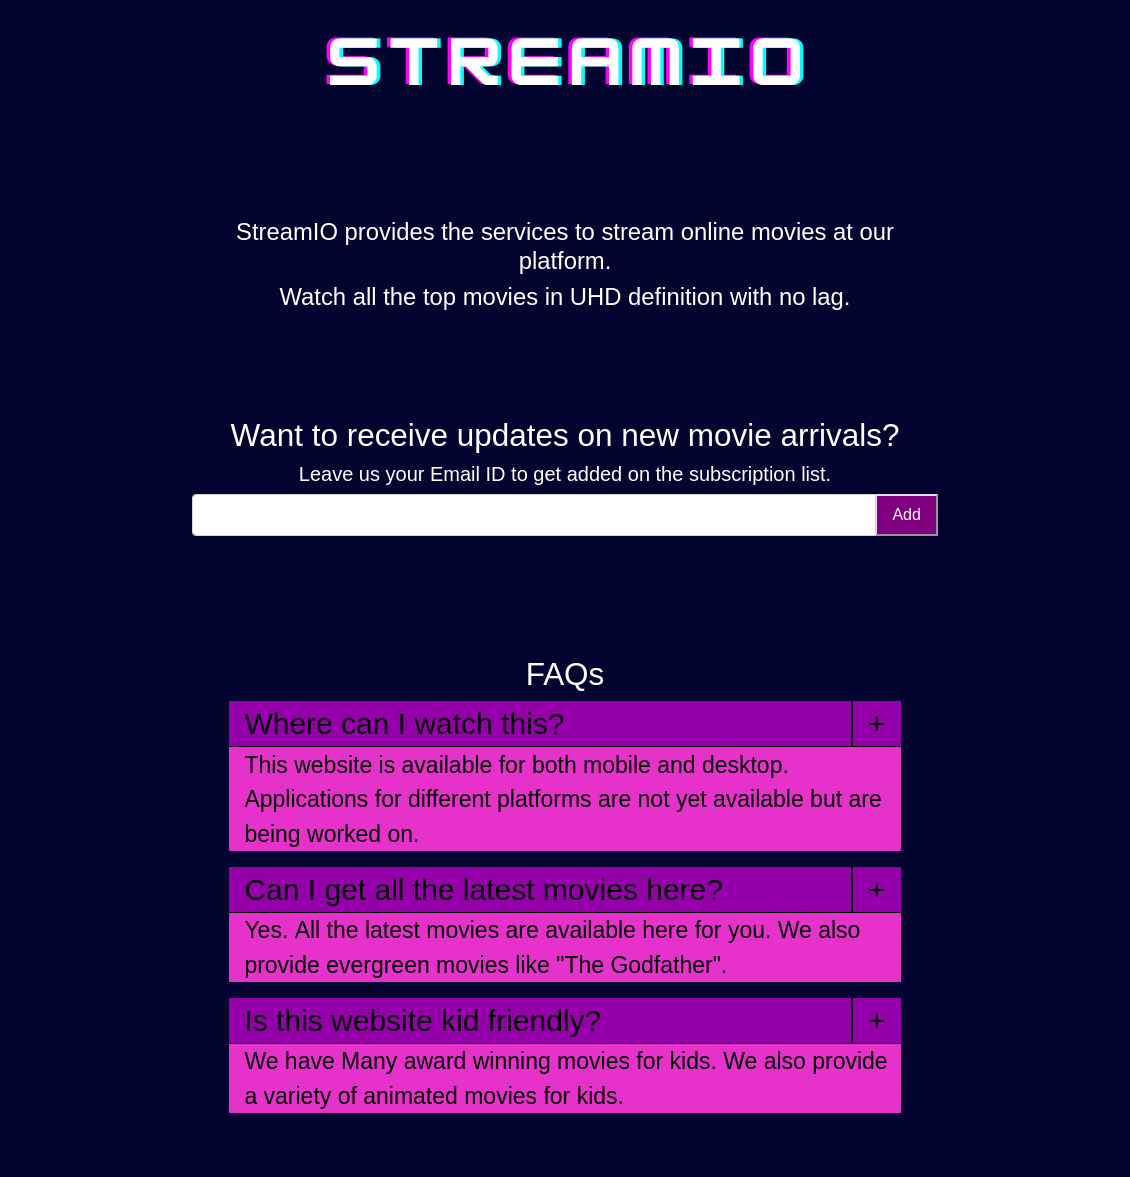 STREAMIO
StreamIO provides the services to stream online movies at our
platform.
Watch all the top movies in UHD definition with no lag.
Want to receive updates on new movie arrivals?
Leave us your Email ID to get added on the subscription list.
Add
FAQs
Where can I watch this? +
This website is available for both mobile and desktop.
Applications for different platforms are not yet available but are
being worked on.
Can I get all the latest movies here? +
Yes. All the latest movies are available here for you. We also
provide evergreen movies like "The Godfather".
Is this website kid friendly? +
We have Many award winning movies for kids. We also provide
a variety of animated movies for kids.